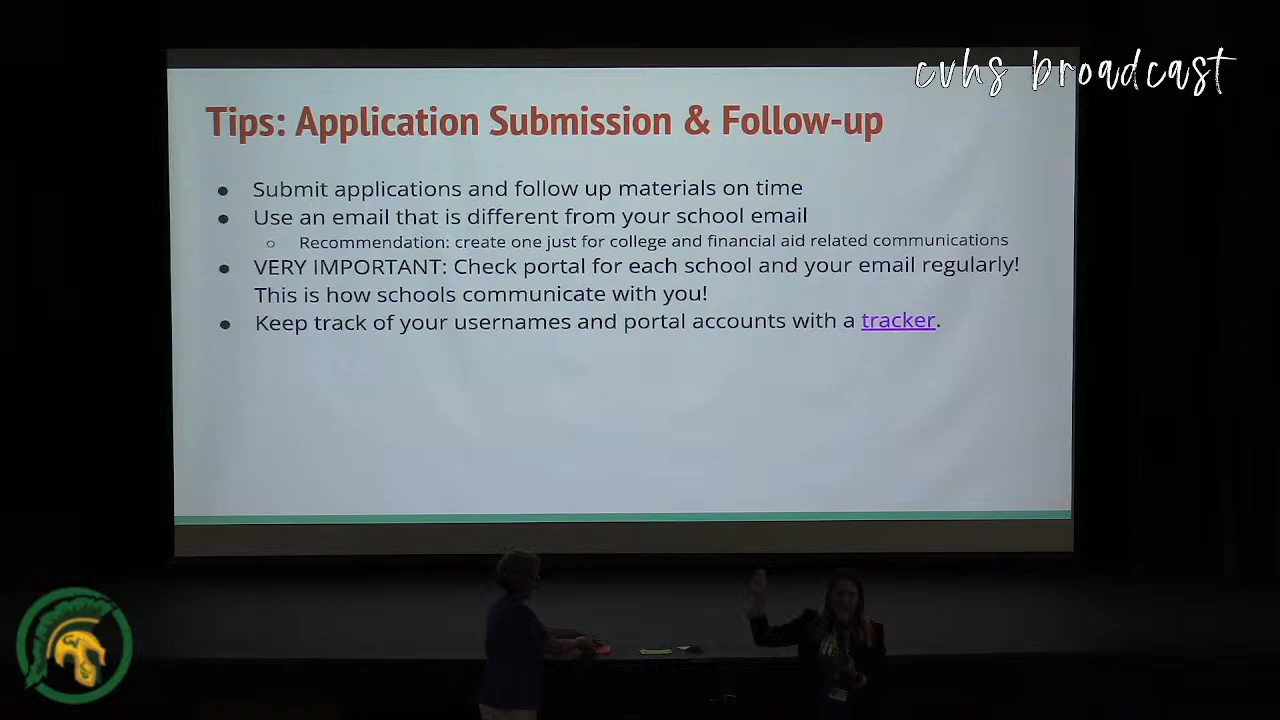 cvhs broadcast
Tips: Application Submission & Follow-up
● Submit applications and follow up materials on time
● Use an email that is different from your school email
○ Recommendation: create one just for college and financial aid related communications
● VERY IMPORTANT: Check portal for each school and your email regularly!
This is how schools communicate with you!
● Keep track of your usernames and portal accounts with a tracker.